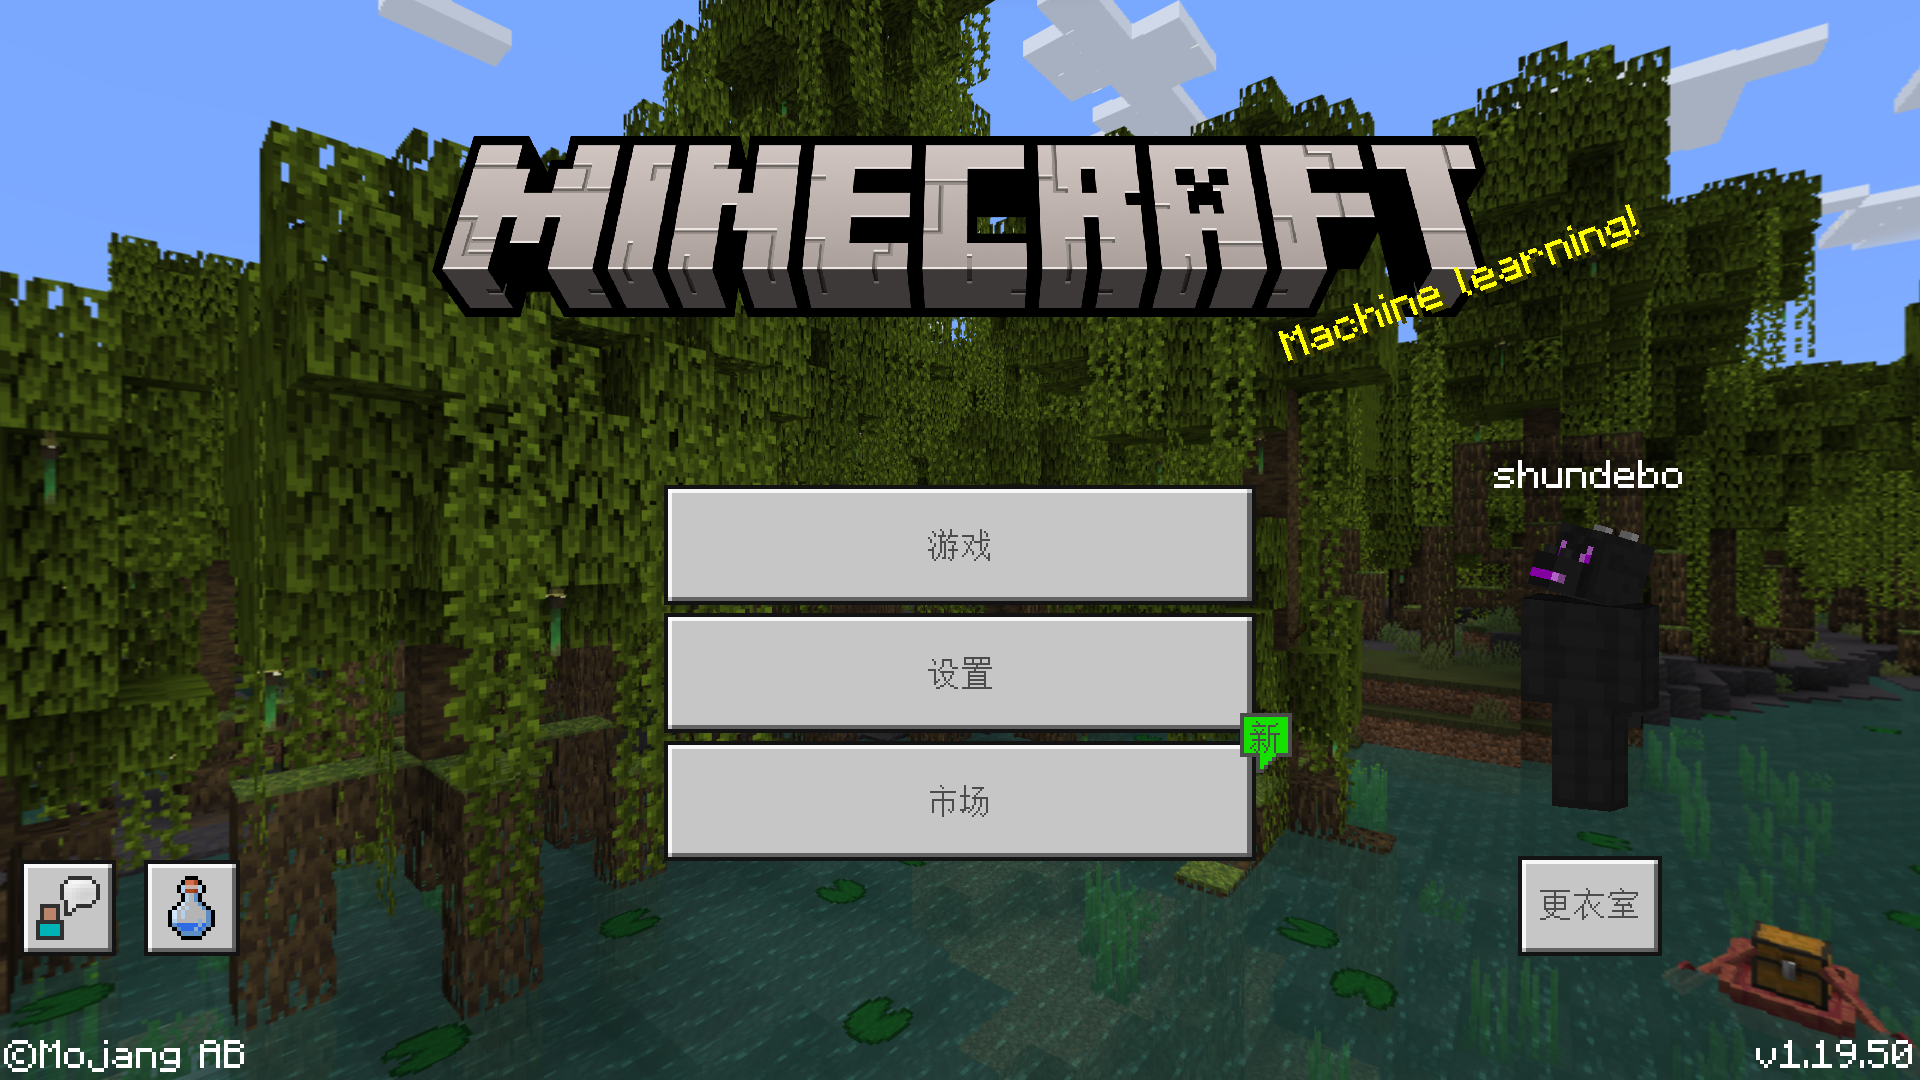 MINECRAFT
Machine learning!
shundebo
游戏
设置
新
市场
更衣室
©Mojang AB
v1.19.50